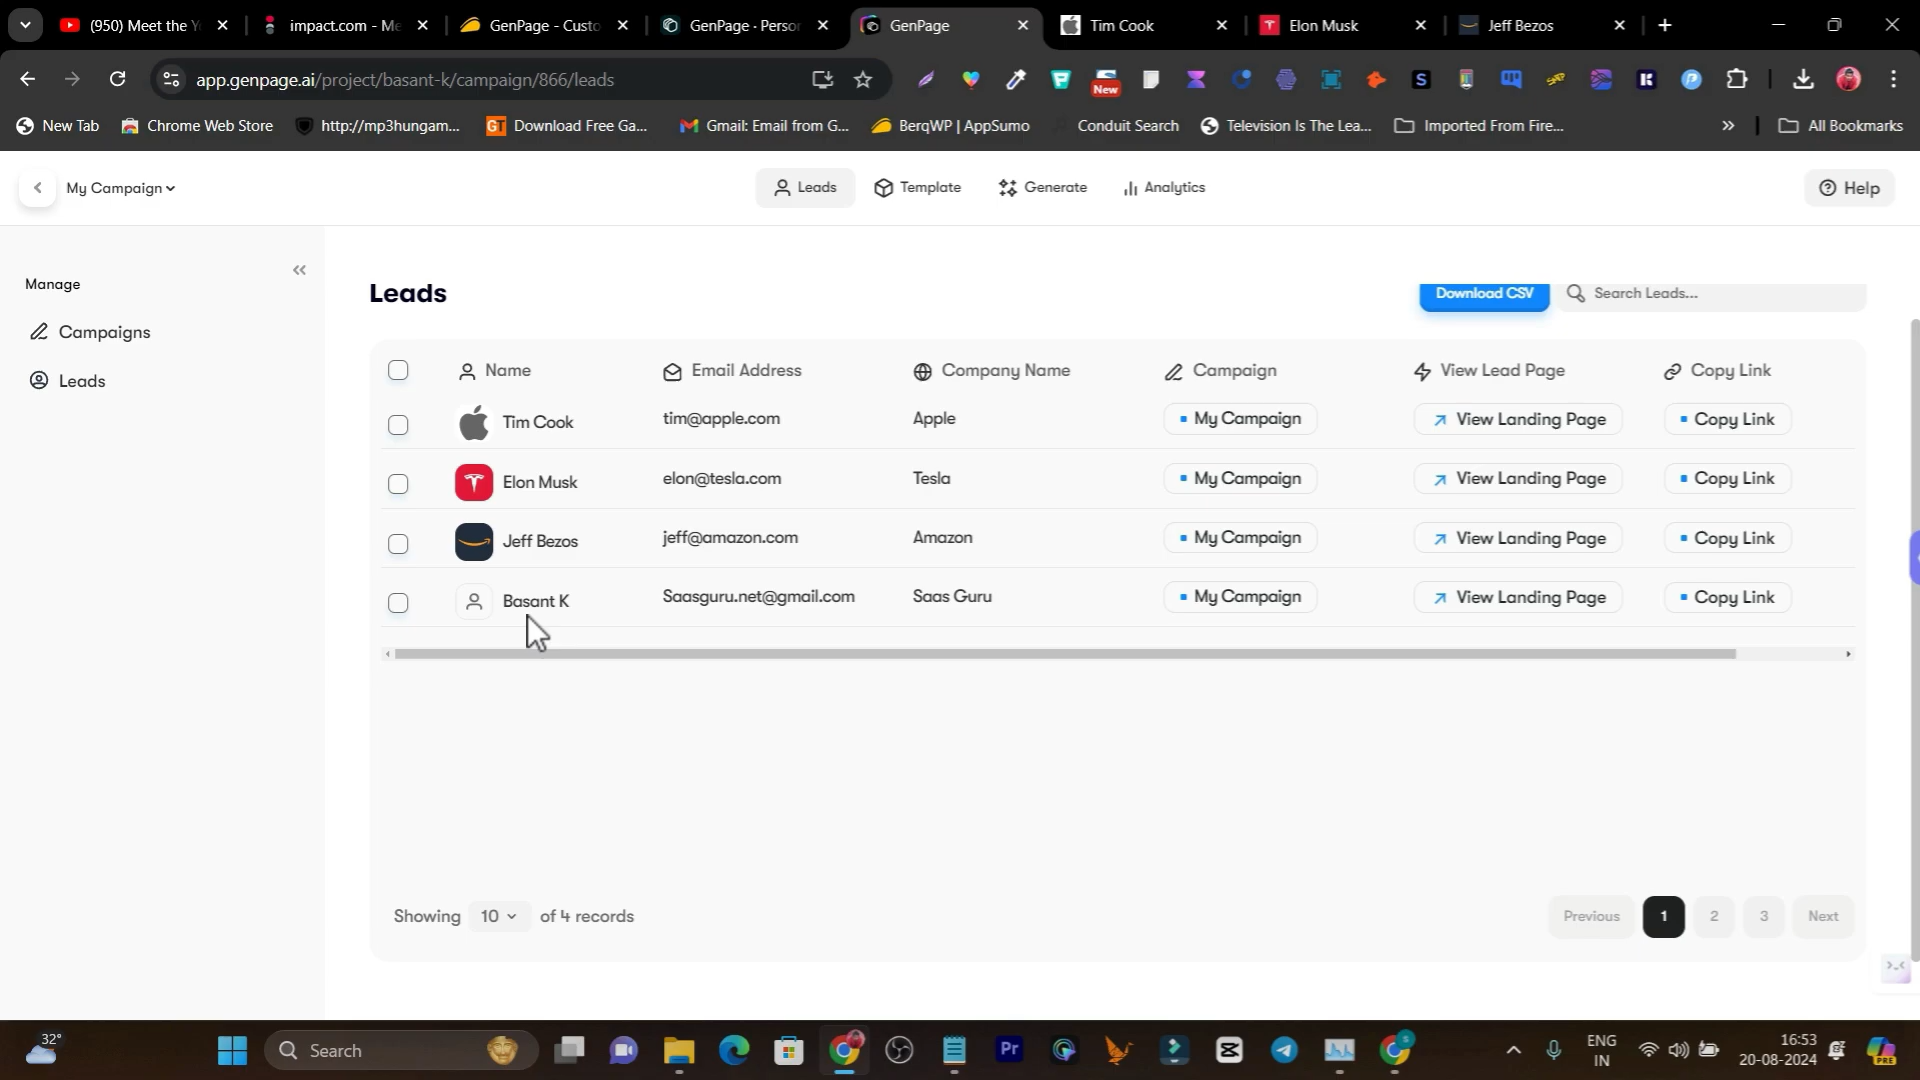 (950) Meet the Y
impact.com - Me
GenPage - Custo
GenPage · Perso
GenPage
Tim Cook
Elon Musk
Jeff Bezos
app.genpage.ai/project/basant-k/campaign/866/leads
New
New Tab
Chrome Web Store
http://mp3hungam...
Download Free Ga...
Gmail: Email from G...
BerqWP | AppSumo
Conduit Search
Television Is The Lea...
Imported From Fire...
All Bookmarks
My Campaign
Leads
Template
Generate
Analytics
Help
Manage
Campaigns
Leads
Leads
Download CSV
Search Leads...
Name Email Address Company Name Campaign View Lead Page Copy Link
Tim Cook tim@apple.com Apple My Campaign View Landing Page Copy Link
Elon Musk elon@tesla.com Tesla My Campaign View Landing Page Copy Link
Jeff Bezos jeff@amazon.com Amazon My Campaign View Landing Page Copy Link
Basant K Saasguru.net@gmail.com Saas Guru My Campaign View Landing Page Copy Link
Showing 10 of 4 records
Previous 1 2 3 Next
32°
Search
Pr
ENG
IN
16:53
20-08-2024
PRE